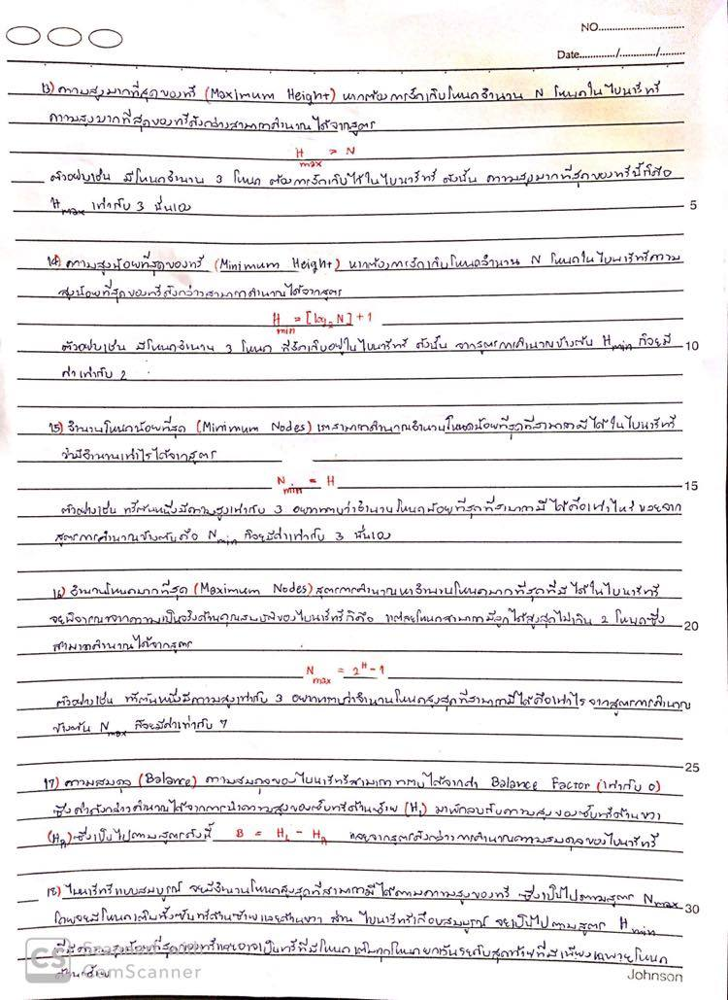 NO..............................
Date............./............./.........
13) ความสูงมากที่สุดของทรี (Maximum Height) หากต้องการจัดเก็บโหนดจำนวน N โหนดในไบนารีทรี
ความสูงมากที่สุดของทรีดังกล่าวสามารถคำนวณได้จากสูตร
H max = N
ตัวอย่างเช่น มีโหนดจำนวน 3 โหนด ต้องการจัดเก็บไว้ในไบนารีทรี ดังนั้น ความสูงมากที่สุดของทรีนี้ก็คือ
H max เท่ากับ 3 นั่นเอง
5
14) ความสูงน้อยที่สุดของทรี (Minimum Height) หากต้องการจัดเก็บโหนดจำนวน N โหนดในไบนารีทรีความ
สูงน้อยที่สุดของทรีดังกล่าวสามารถคำนวณได้จากสูตร
H min = [log₂ N] + 1
ตัวอย่างเช่น มีโหนดจำนวน 3 โหนด ที่จัดเก็บอยู่ในไบนารีทรี ดังนั้น จากสูตรการคำนวณข้างต้น H min ก็จะมี
10
ค่าเท่ากับ 2
15) จำนวนโหนดน้อยที่สุด (Minimum Nodes) เราสามารถคำนวณจำนวนโหนดน้อยที่สุดที่สามารถมีได้ในไบนารีทรี
ว่ามีจำนวนเท่าไรได้จากสูตร
N min = H
15
ตัวอย่างเช่น ทรีต้นหนึ่งมีความสูงเท่ากับ 3 อยากทราบว่าจำนวนโหนดน้อยที่สุดที่สามารถมีได้คือเท่าไหร่ จาก
สูตรการคำนวณข้างต้นคือ N min ก็จะมีค่าเท่ากับ 3 นั่นเอง
16) จำนวนโหนดมากที่สุด (Maximum Nodes) สูตรการคำนวณหาจำนวนโหนดมากที่สุดที่มีได้ในไบนารีทรี
จะพิจารณาจากความเป็นจริงด้านคุณสมบัติของไบนารีทรีก็คือ แต่ละโหนดสามารถมีลูกได้สูงสุดไม่เกิน 2 โหนดซึ่ง
20
สามารถคำนวณได้จากสูตร
N max = 2ᴴ - 1
ตัวอย่างเช่น ทรีต้นหนึ่งมีความสูงเท่ากับ 3 อยากทราบว่าจำนวนโหนดสูงสุดที่สามารถมีได้คือเท่าไร จากสูตรการคำนวณ
ข้างต้น N max ก็จะมีค่าเท่ากับ 7
25
17) ความสมดุล (Balance) ความสมดุลของไบนารีทรีสามารถทราบได้จากค่า Balance Factor (เท่ากับ 0)
ซึ่งค่าดังกล่าวคำนวณได้จากการนำความสูงของซับทรีด้านซ้าย (HL) มาหักลบกับความสูงของซับทรีด้านขวา
(HR) ซึ่งเป็นไปตามสูตรดังนี้ B = HL - HR และจากสูตรดังกล่าวการคำนวณความสมดุลของไบนารีทรี
18) ไบนารีทรีแบบสมบูรณ์ จะมีจำนวนโหนดสูงสุดที่สามารถมีได้ตามความสูงของทรี ซึ่งเป็นไปตามสูตร N max
30
โดยจะมีโหนดเต็มทั้งซับทรีด้านซ้ายและด้านขวา ส่วน ไบนารีทรีเกือบสมบูรณ์ จะเป็นไปตามสูตร H min
ที่มีความสูงน้อยที่สุดของทรีและอาจเป็นทรีที่มีโหนดเต็มทุกโหนดยกเว้นระดับสุดท้ายที่มีเพียงเฉพาะโหนด
ด้านซ้าย
CS Scanned with
CamScanner
Johnson